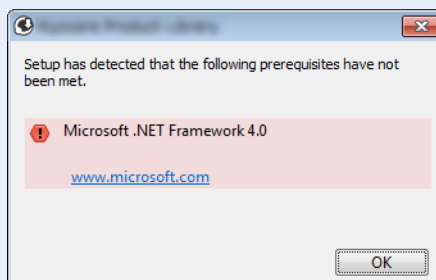 Setup has detected that the following prerequisites have not
been met.
Microsoft .NET Framework 4.0
www.microsoft.com
OK